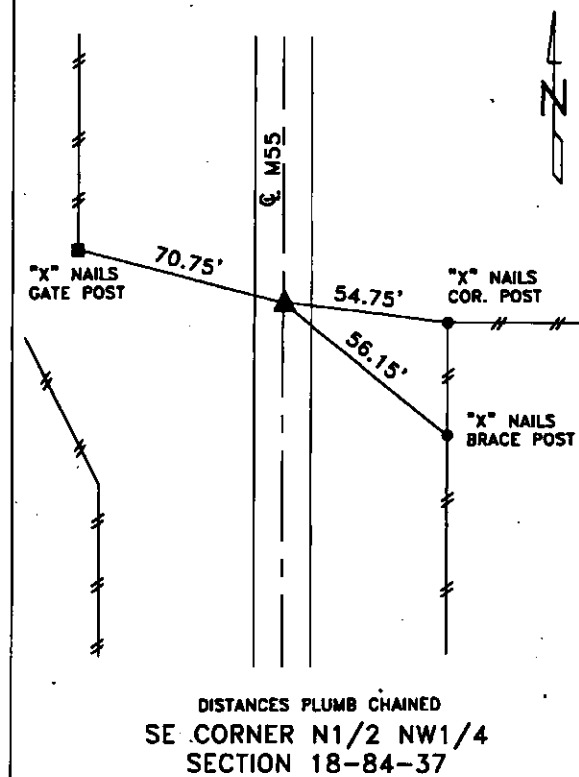 N
℄ M55
70.75'
"X" NAILS
GATE POST
54.75'
"X" NAILS
COR. POST
56.15'
"X" NAILS
BRACE POST
DISTANCES PLUMB CHAINED
SE CORNER N1/2 NW1/4
SECTION 18-84-37